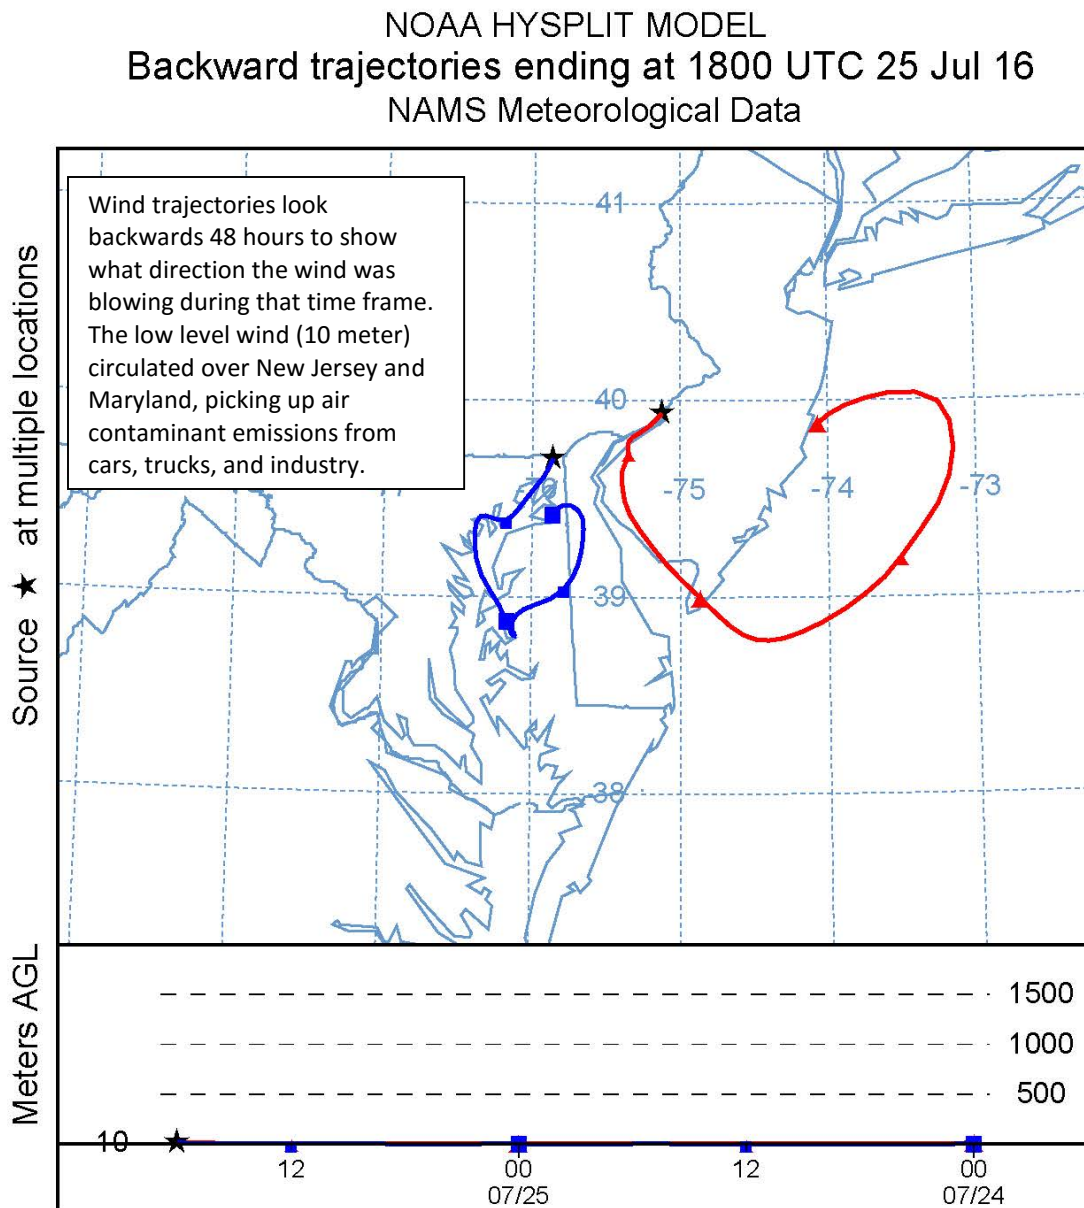 NOAA HYSPLIT MODEL
Backward trajectories ending at 1800 UTC 25 Jul 16
NAMS Meteorological Data
Source ★ at multiple locations
Wind trajectories look
backwards 48 hours to show
what direction the wind was
blowing during that time frame.
The low level wind (10 meter)
circulated over New Jersey and
Maryland, picking up air
contaminant emissions from
cars, trucks, and industry.
41
40
-76
-75
-74
-73
39
38
Meters AGL
1500
1000
500
10
12
00
12
00
07/25
07/24